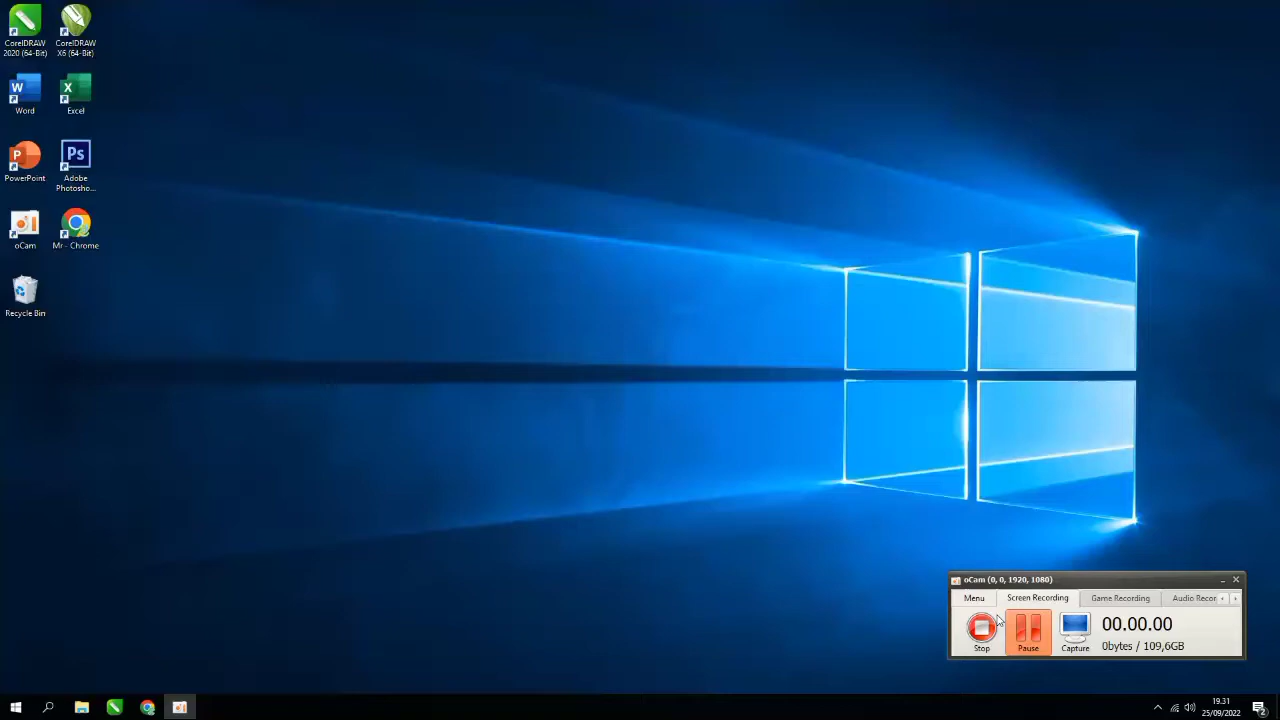 CorelDRAW
2020 (64-Bit)
CorelDRAW
X6 (64-Bit)
Word
Excel
PowerPoint
Adobe
Photosho...
oCam
Mr - Chrome
Recycle Bin
oCam (0, 0, 1920, 1080)
Menu
Screen Recording
Game Recording
Audio Recor
Stop
Pause
Capture
00.00.00
0bytes / 109,6GB
19.31
25/09/2022
2